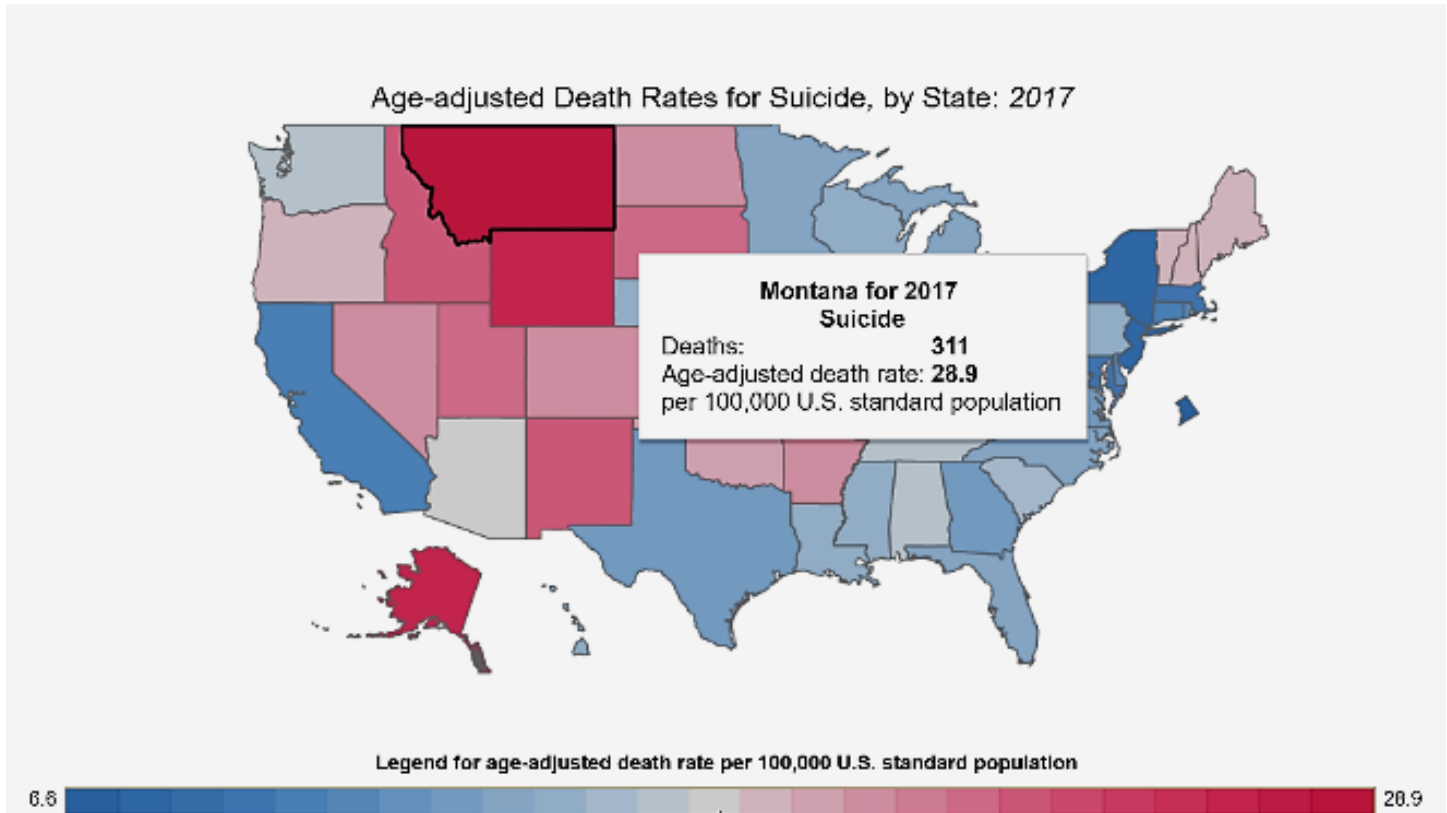 Age-adjusted Death Rates for Suicide, by State: 2017
Montana for 2017
Suicide
Deaths: 311
Age-adjusted death rate: 28.9
per 100,000 U.S. standard population
Legend for age-adjusted death rate per 100,000 U.S. standard population
6.6 28.9